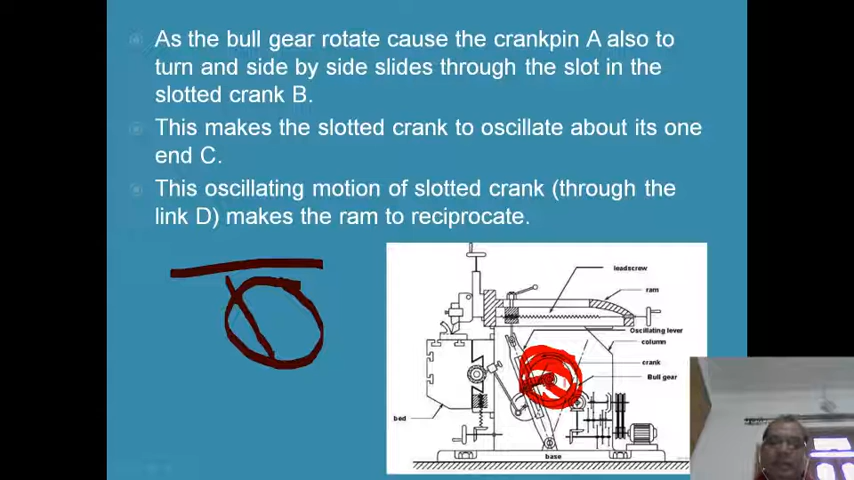 As the bull gear rotate cause the crankpin A also to
turn and side by side slides through the slot in the
slotted crank B.
This makes the slotted crank to oscillate about its one
end C.
This oscillating motion of slotted crank (through the
link D) makes the ram to reciprocate.
leadscrew
ram
Oscillating lever
column
crank
Bull gear
bed
base